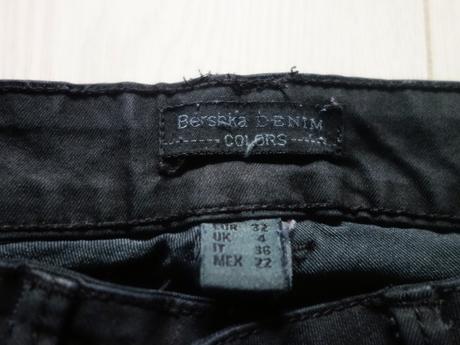 Bershka DENIM
COLORS
EUR 32
UK 4
IT 36
MEX 22